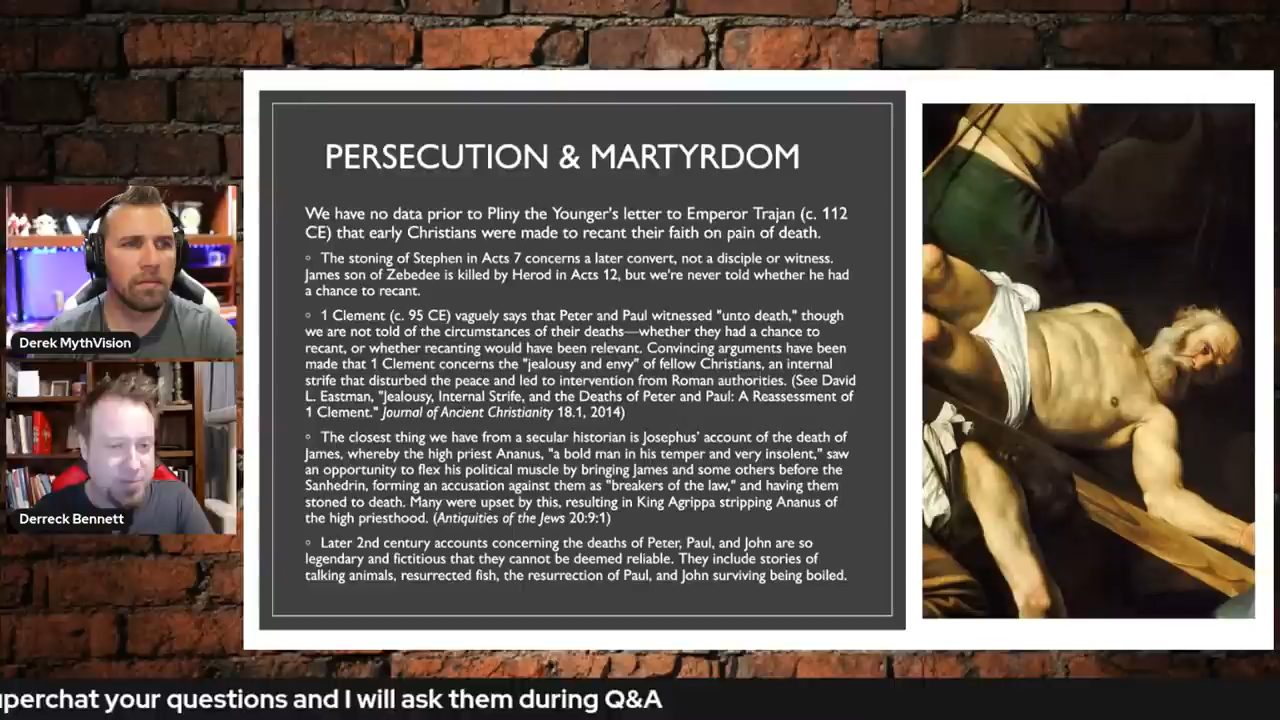 PERSECUTION & MARTYRDOM
We have no data prior to Pliny the Younger's letter to Emperor Trajan (c. 112
CE) that early Christians were made to recant their faith on pain of death.
◦ The stoning of Stephen in Acts 7 concerns a later convert, not a disciple or witness.
James son of Zebedee is killed by Herod in Acts 12, but we're never told whether he had
a chance to recant.
◦ 1 Clement (c. 95 CE) vaguely says that Peter and Paul witnessed "unto death," though
we are not told of the circumstances of their deaths—whether they had a chance to
recant, or whether recanting would have been relevant. Convincing arguments have been
made that 1 Clement concerns the "jealousy and envy" of fellow Christians, an internal
strife that disturbed the peace and led to intervention from Roman authorities. (See David
L. Eastman, "Jealousy, Internal Strife, and the Deaths of Peter and Paul: A Reassessment of
1 Clement." Journal of Ancient Christianity 18.1, 2014)
◦ The closest thing we have from a secular historian is Josephus' account of the death of
James, whereby the high priest Ananus, "a bold man in his temper and very insolent," saw
an opportunity to flex his political muscle by bringing James and some others before the
Sanhedrin, forming an accusation against them as "breakers of the law," and having them
stoned to death. Many were upset by this, resulting in King Agrippa stripping Ananus of
the high priesthood. (Antiquities of the Jews 20:9:1)
◦ Later 2nd century accounts concerning the deaths of Peter, Paul, and John are so
legendary and fictitious that they cannot be deemed reliable. They include stories of
talking animals, resurrected fish, the resurrection of Paul, and John surviving being boiled.
Derek MythVision
Derreck Bennett
uperchat your questions and I will ask them during Q&A